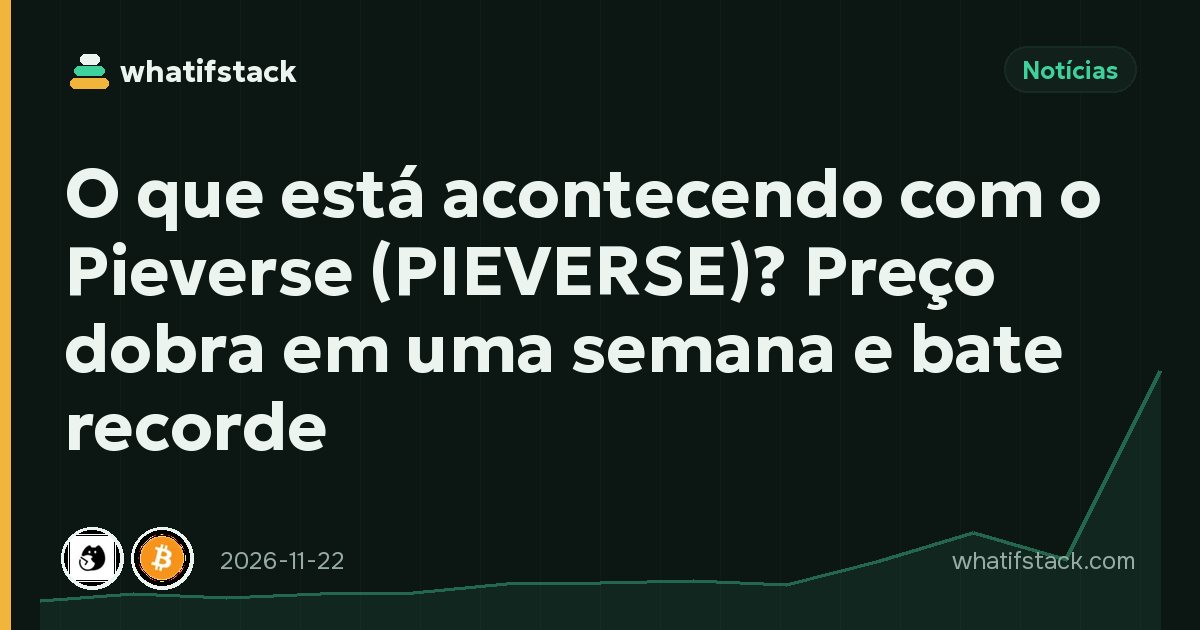 whatifstack
Notícias
O que está acontecendo com o
Pieverse (PIEVERSE)? Preço
dobra em uma semana e bate
recorde
2026-11-22
whatifstack.com